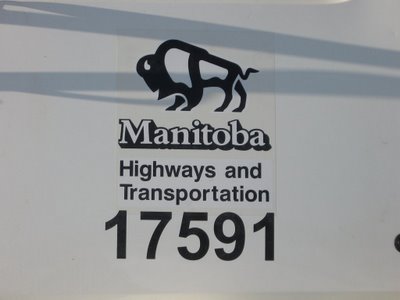 Manitoba
Highways and
Transportation
17591